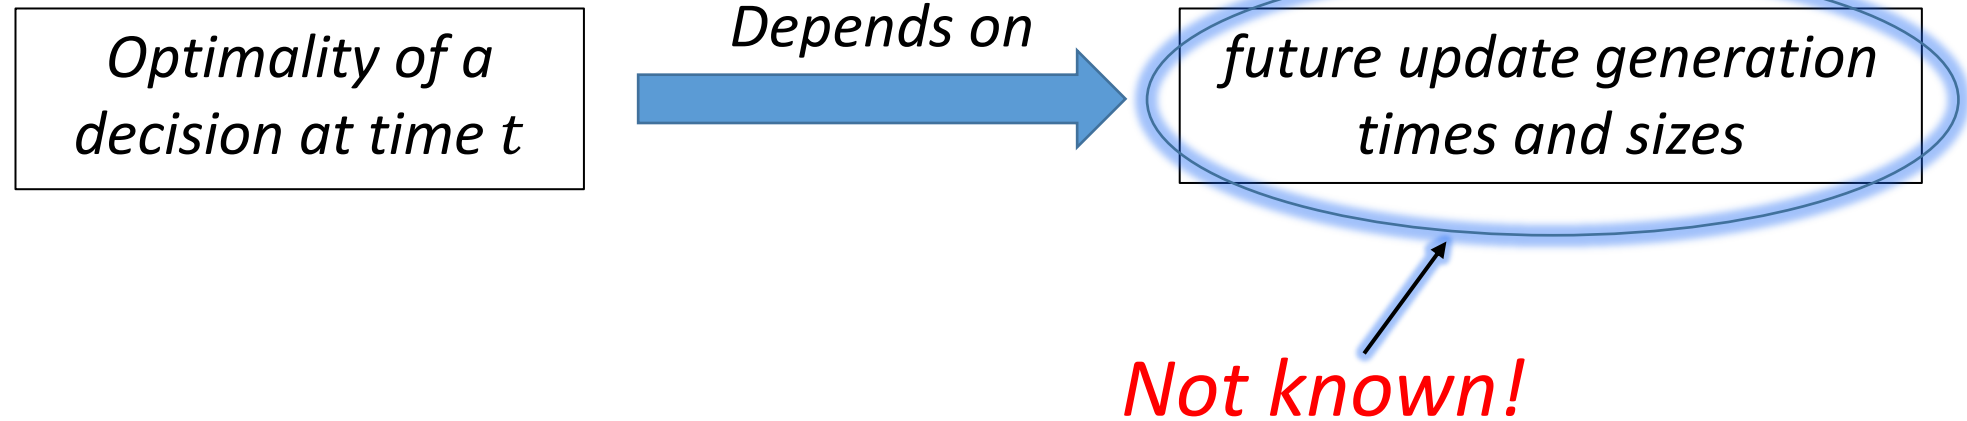 Optimality of a
decision at time t
Depends on
future update generation
times and sizes
Not known!